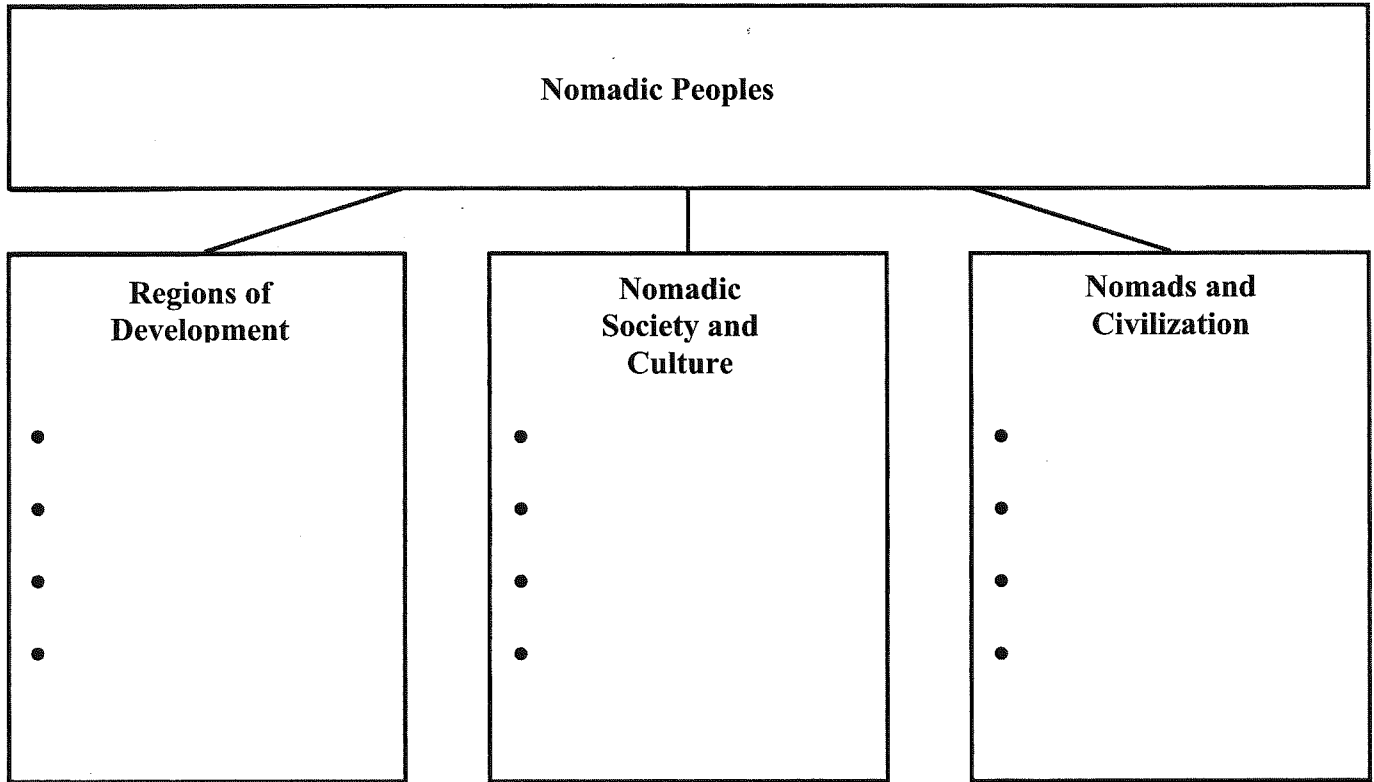 Nomadic Peoples
Regions of
Development
•
•
•
•
Nomadic
Society and
Culture
•
•
•
•
Nomads and
Civilization
•
•
•
•